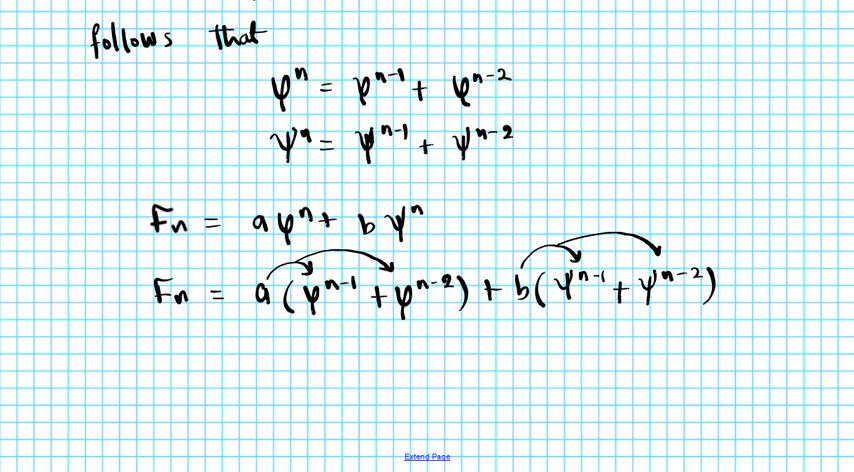 follows that
φⁿ = φⁿ⁻¹ + φⁿ⁻²
ψⁿ = ψⁿ⁻¹ + ψⁿ⁻²
Fn = aφⁿ + bψⁿ
Fn = a(φⁿ⁻¹ + φⁿ⁻²) + b(ψⁿ⁻¹ + ψⁿ⁻²)
Extend Page